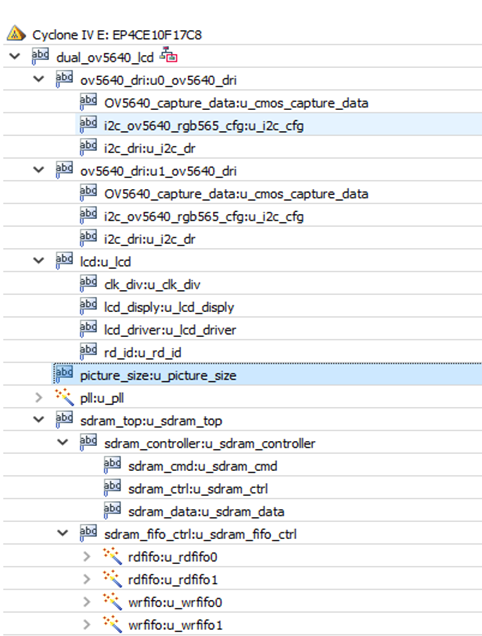 Cyclone IV E: EP4CE10F17C8
dual_ov5640_lcd
ov5640_dri:u0_ov5640_dri
OV5640_capture_data:u_cmos_capture_data
i2c_ov5640_rgb565_cfg:u_i2c_cfg
i2c_dri:u_i2c_dr
ov5640_dri:u1_ov5640_dri
OV5640_capture_data:u_cmos_capture_data
i2c_ov5640_rgb565_cfg:u_i2c_cfg
i2c_dri:u_i2c_dr
lcd:u_lcd
clk_div:u_clk_div
lcd_disply:u_lcd_disply
lcd_driver:u_lcd_driver
rd_id:u_rd_id
picture_size:u_picture_size
pll:u_pll
sdram_top:u_sdram_top
sdram_controller:u_sdram_controller
sdram_cmd:u_sdram_cmd
sdram_ctrl:u_sdram_ctrl
sdram_data:u_sdram_data
sdram_fifo_ctrl:u_sdram_fifo_ctrl
rdfifo:u_rdfifo0
rdfifo:u_rdfifo1
wrfifo:u_wrfifo0
wrfifo:u_wrfifo1